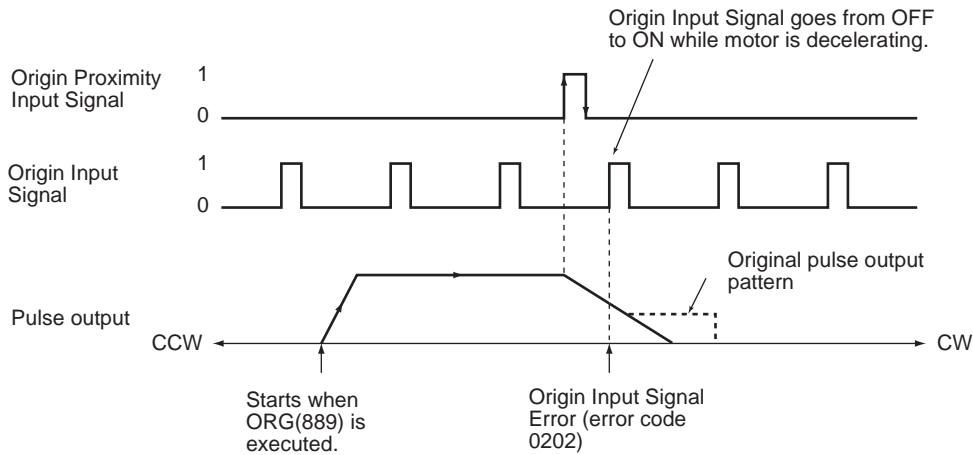 Origin Input Signal goes from OFF
to ON while motor is decelerating.
Origin Proximity
Input Signal
1
0
Origin Input
Signal
1
0
Original pulse output
pattern
Pulse output
CCW
CW
Starts when
ORG(889) is
executed.
Origin Input Signal
Error (error code
0202)